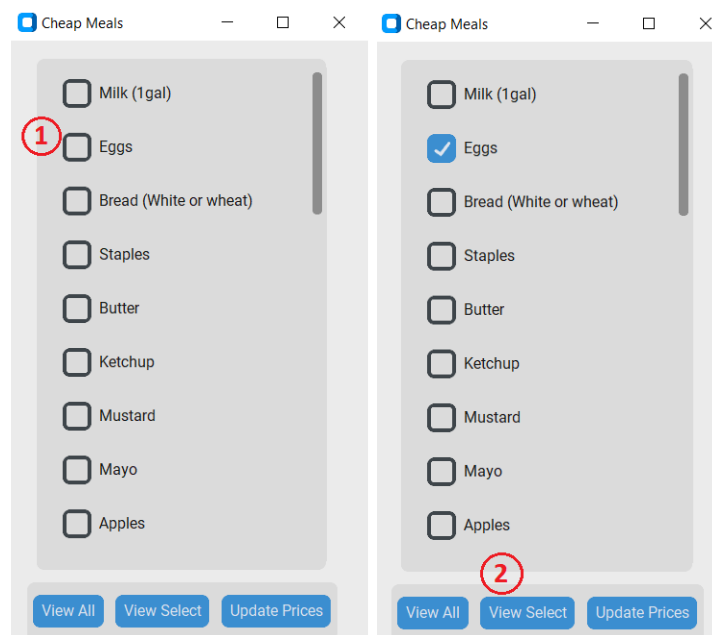 Cheap Meals
Milk (1gal)
1
Eggs
Bread (White or wheat)
Staples
Butter
Ketchup
Mustard
Mayo
Apples
View All View Select Update Prices
Cheap Meals
Milk (1gal)
Eggs
Bread (White or wheat)
Staples
Butter
Ketchup
Mustard
Mayo
Apples
2
View All View Select Update Prices